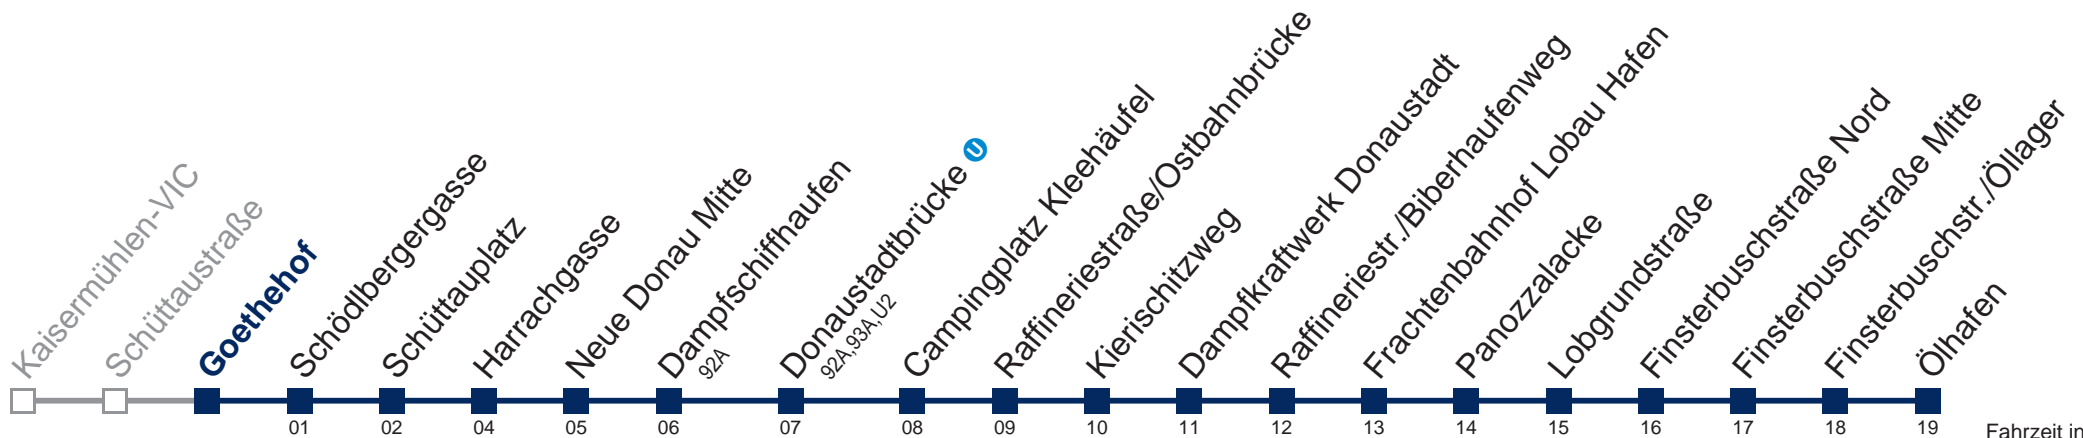 Kaisermühlen-VIC
Schüttaustraße
Goethehof
Schödlbergergasse
Schüttauplatz
Harrachgasse
Neue Donau Mitte
Dampfschiffhaufen
92A
Donaustadtbrücke U
92A,93A,U2
Campingplatz Kleehäufel
Raffineriestraße/Ostbahnbrücke
Kierischitzweg
Dampfkraftwerk Donaustadt
Raffineriestr./Biberhaufenweg
Frachtenbahnhof Lobau Hafen
Panozzalacke
Lobgrundstraße
Finsterbuschstraße Nord
Finsterbuschstraße Mitte
Finsterbuschstr./Öllager
Ölhafen
01 02 04 05 06 07 08 09 10 11 12 13 14 15 16 17 18 19
Fahrzeit in